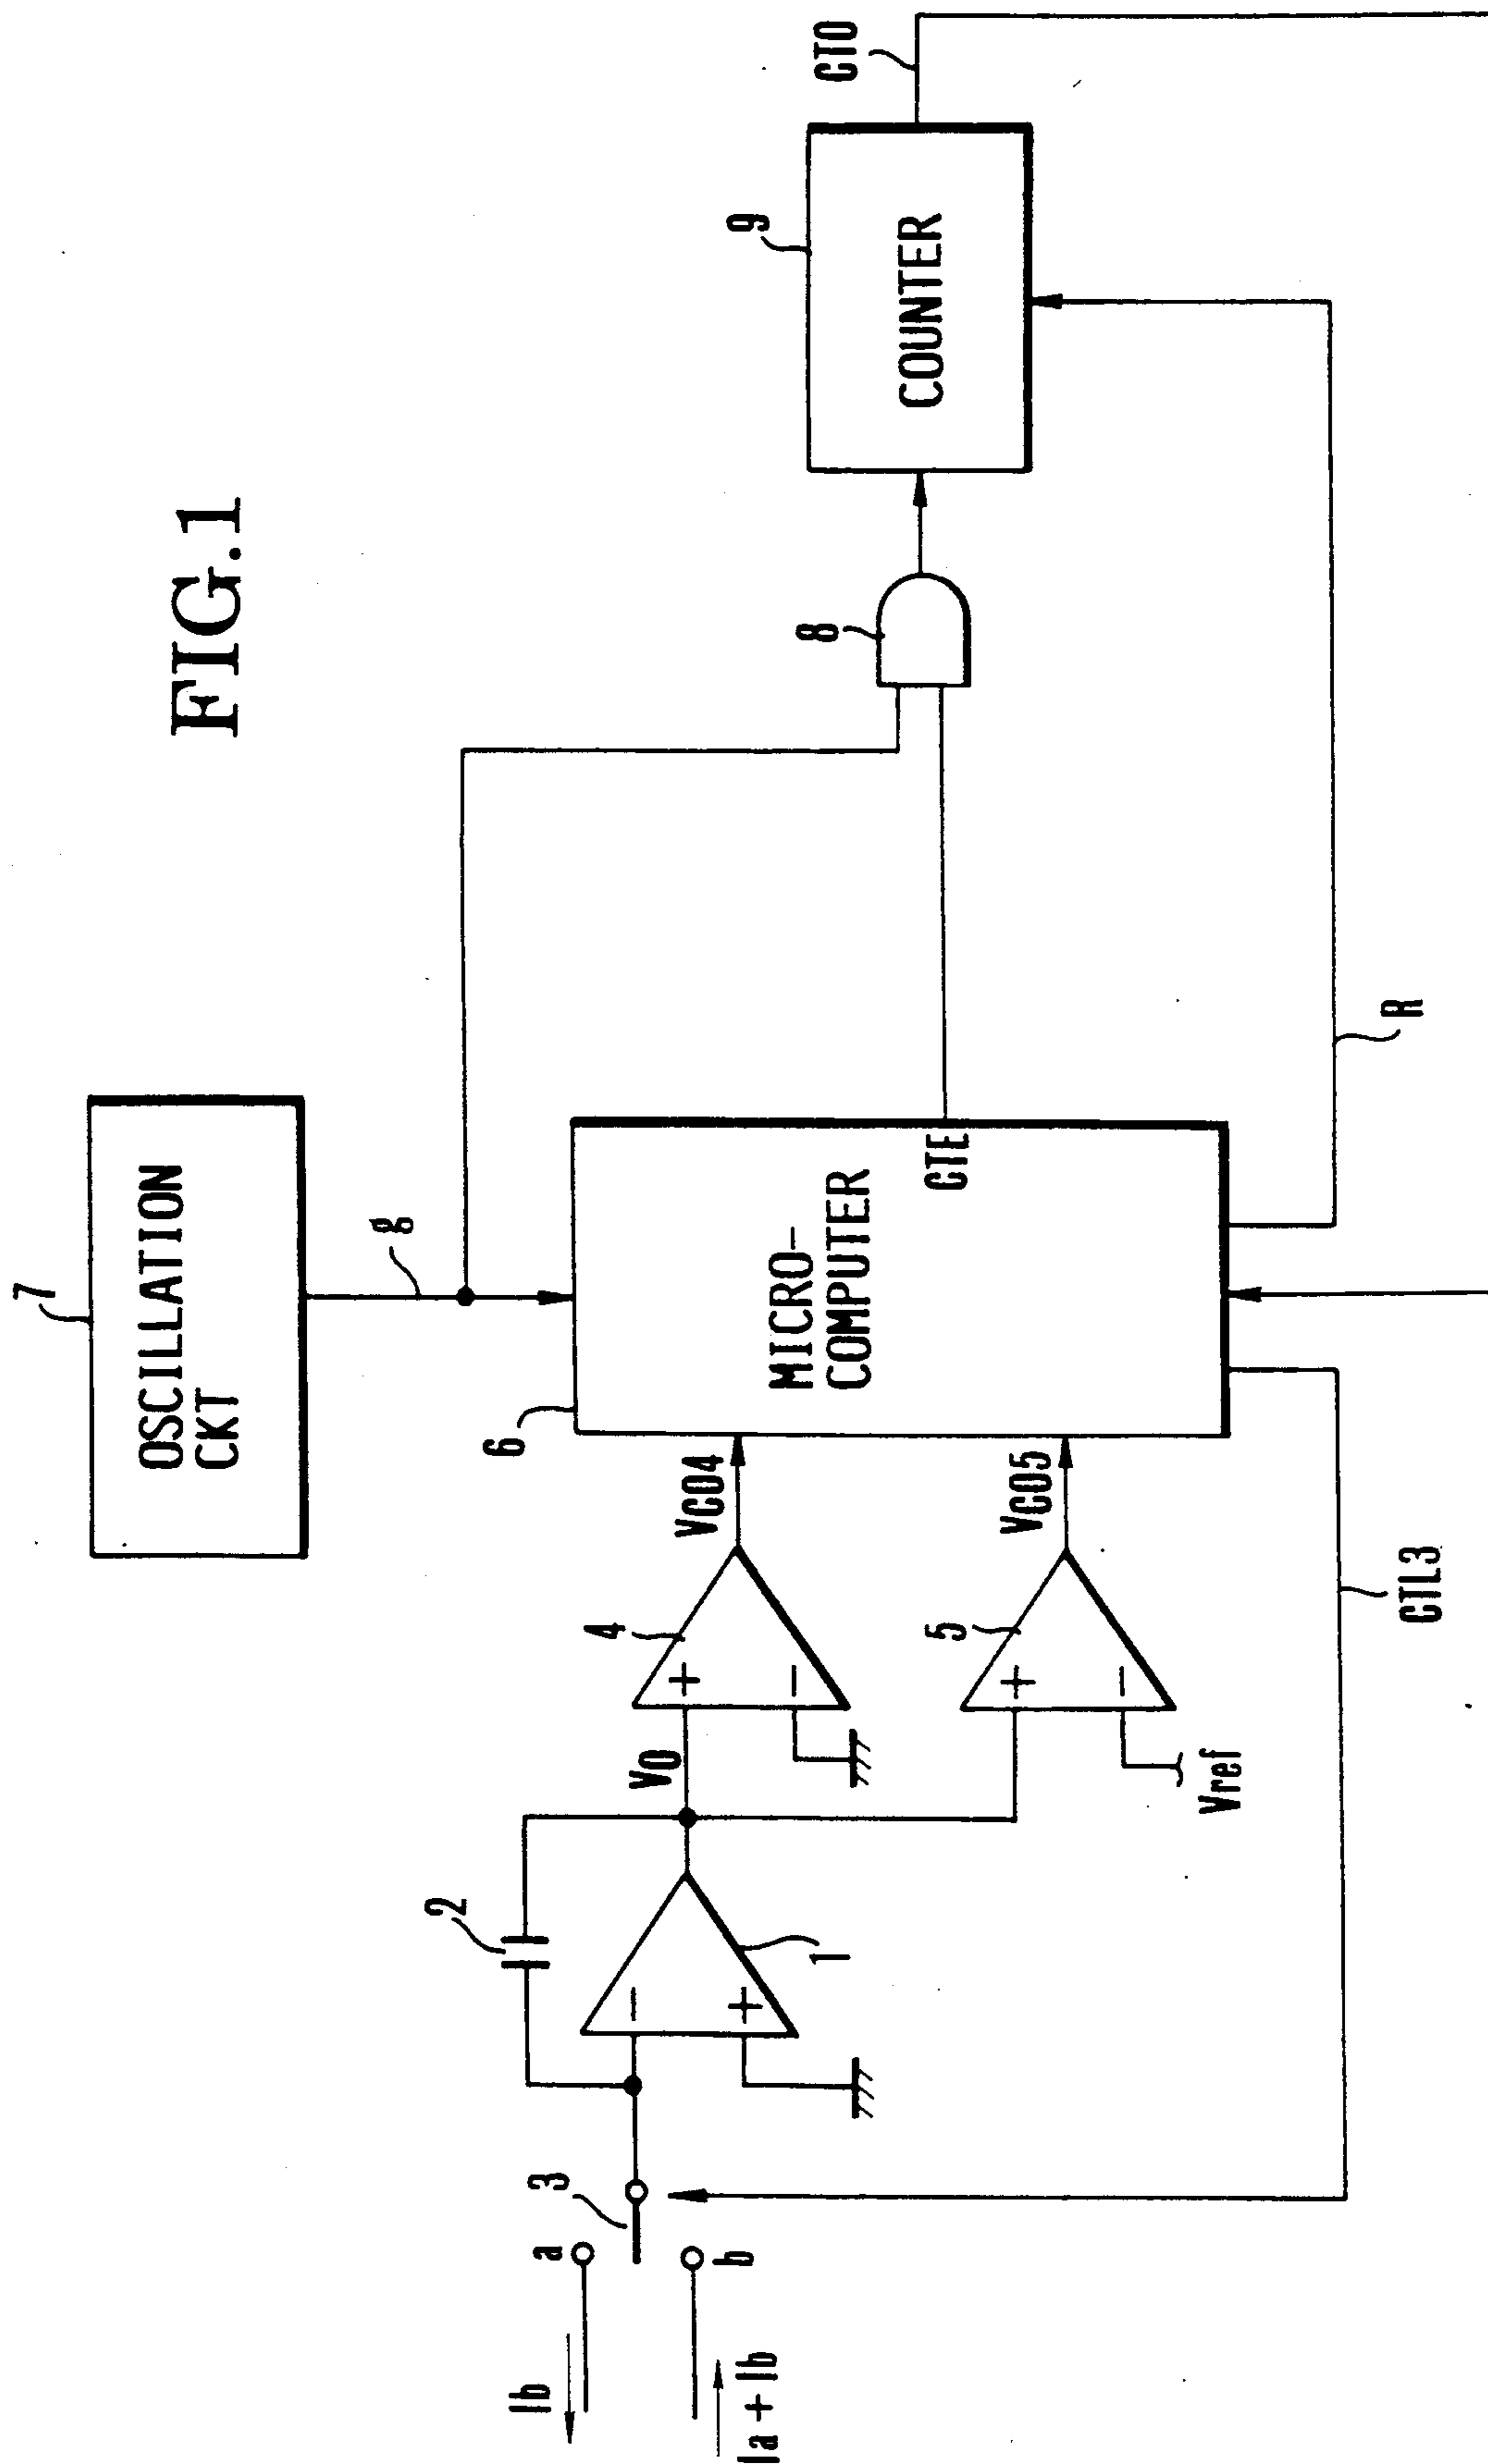 FIG.1
7
OSCILLATION
CKT
g
6
MICRO-
COMPUTER
CTE
8
9
COUNTER
CTO
R
CTL3
2
1
-
+
VO
4
+
-
VCO4
5
+
-
VCO5
Vref
3
a
b
Ib
Ia + Ib